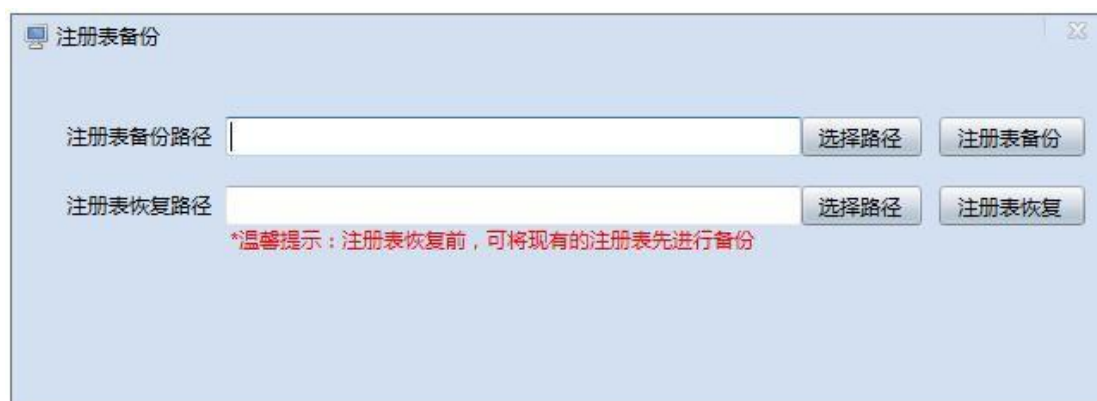 注册表备份
注册表备份路径 选择路径 注册表备份
注册表恢复路径 选择路径 注册表恢复
*温馨提示：注册表恢复前，可将现有的注册表先进行备份